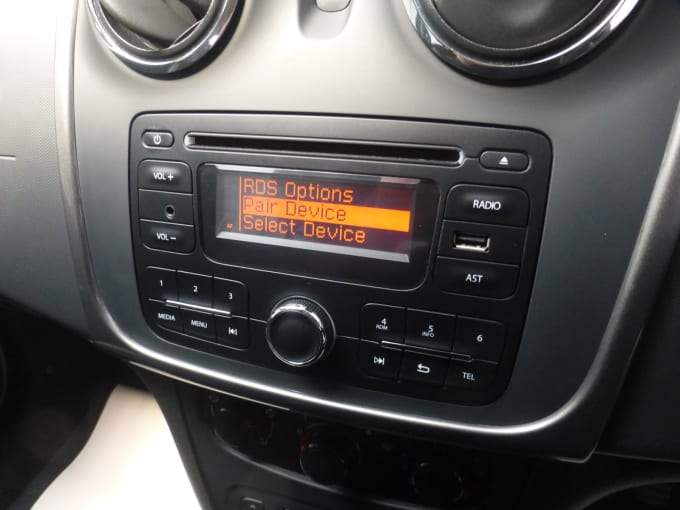 VOL +
RDS Options
Pair Device
AF
Select Device
VOL −
RADIO
AST
1
2
3
MEDIA
MENU
4
RDM
5
INFO
6
TEL